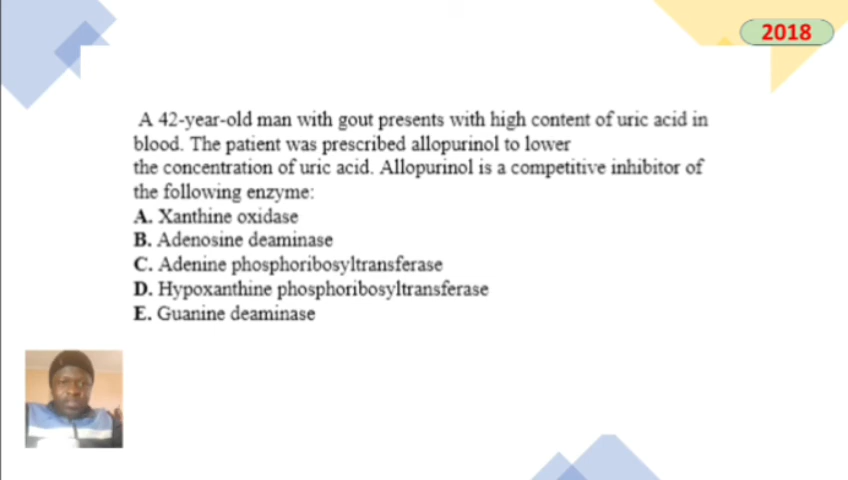 2018
A 42-year-old man with gout presents with high content of uric acid in
blood. The patient was prescribed allopurinol to lower
the concentration of uric acid. Allopurinol is a competitive inhibitor of
the following enzyme:
A. Xanthine oxidase
B. Adenosine deaminase
C. Adenine phosphoribosyltransferase
D. Hypoxanthine phosphoribosyltransferase
E. Guanine deaminase